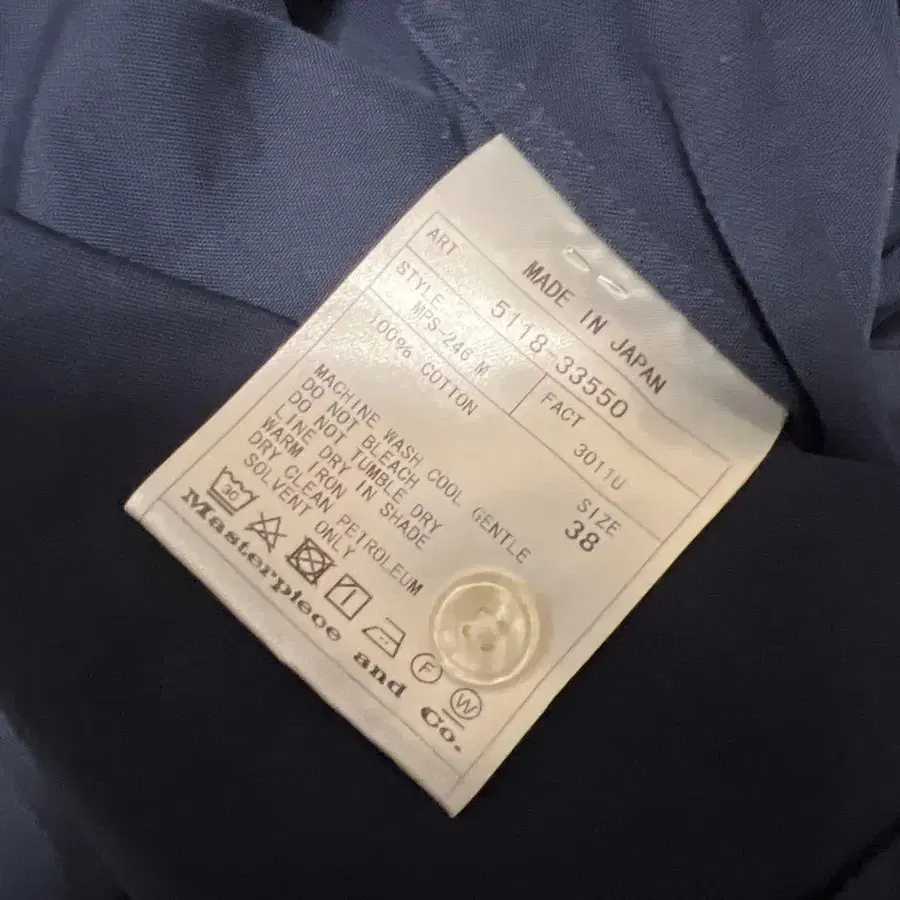 MADE IN JAPAN
ART 5118-33550
STYLE MPS-246 M FACT 3011U
100% COTTON SIZE 38
MACHINE WASH COOL GENTLE
DO NOT BLEACH
DO NOT TUMBLE DRY
LINE DRY IN SHADE
WARM IRON
DRY CLEAN PETROLEUM
SOLVENT ONLY
30 F W
Masterpiece and Co.